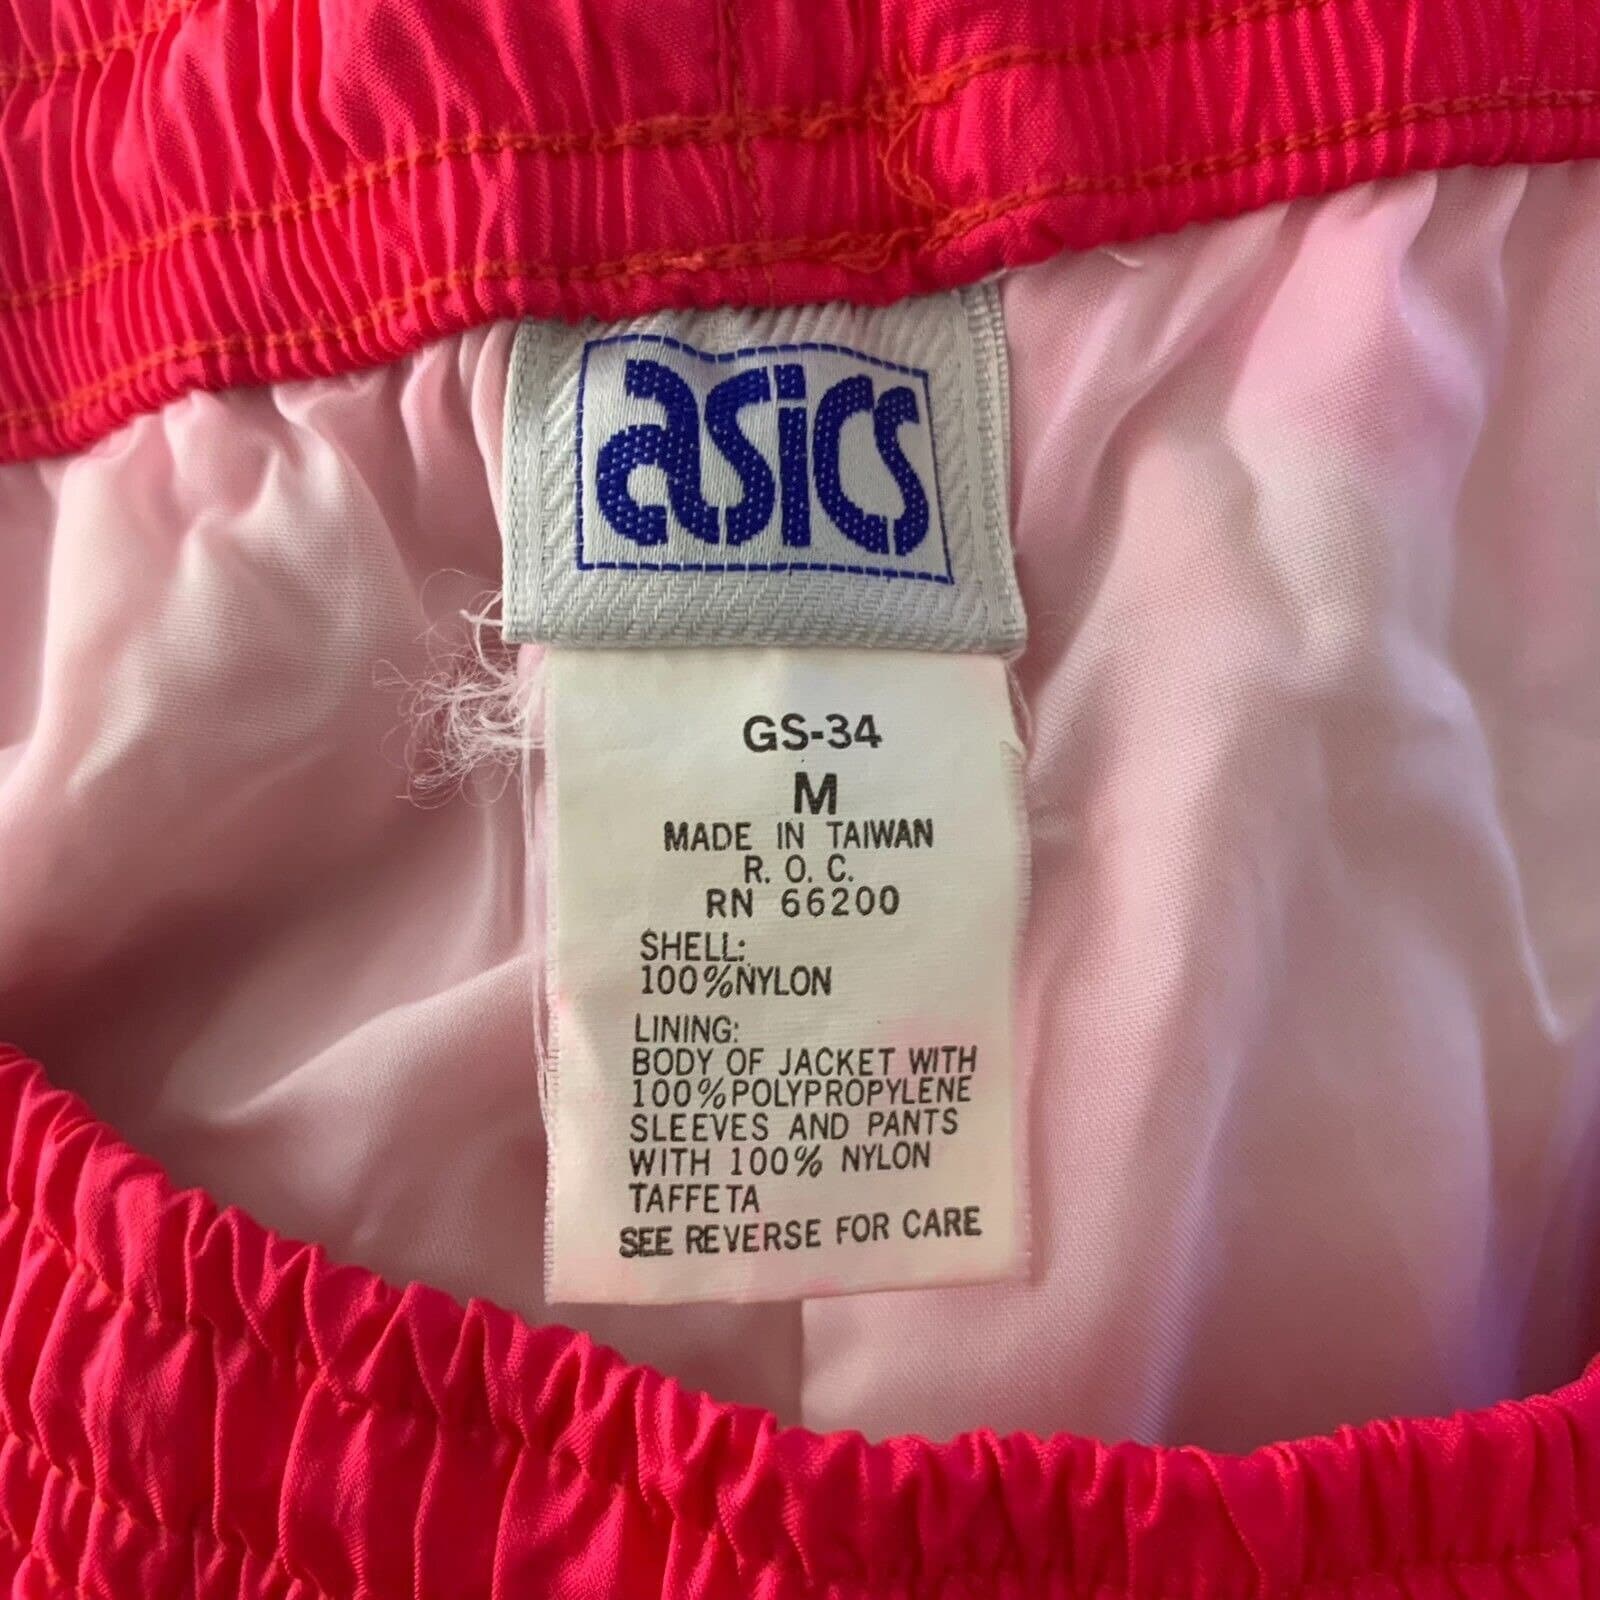 asics
GS-34
M
MADE IN TAIWAN
R. O. C.
RN 66200
SHELL:
100%NYLON
LINING:
BODY OF JACKET WITH
100%POLYPROPYLENE
SLEEVES AND PANTS
WITH 100% NYLON
TAFFETA
SEE REVERSE FOR CARE